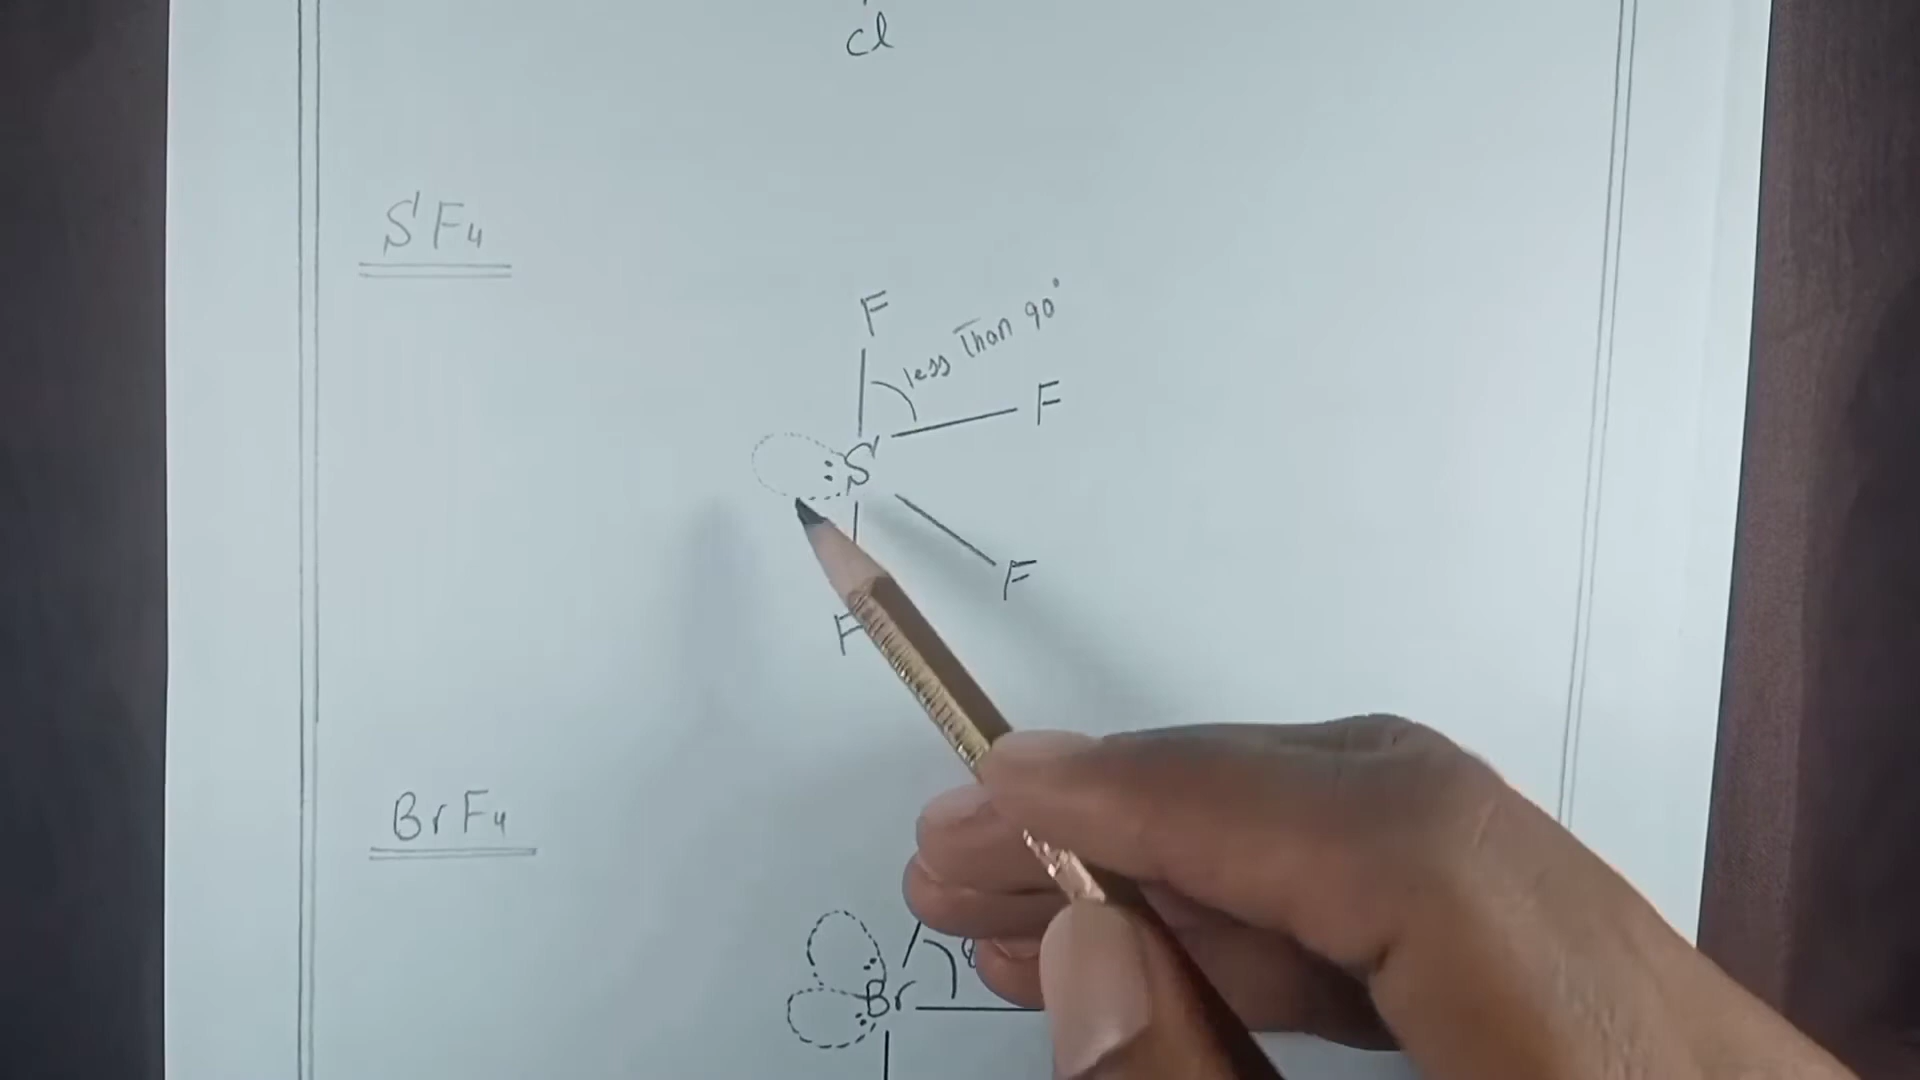 Cl
SF₄
F
less Than 90°
F
:S
F
F
BrF₄
Br